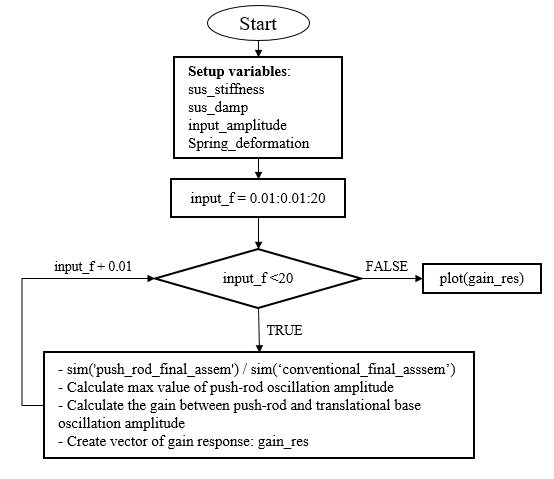 Start
Setup variables:
sus_stiffness
sus_damp
input_amplitude
Spring_deformation
input_f = 0.01:0.01:20
input_f + 0.01
input_f <20
FALSE
plot(gain_res)
TRUE
- sim('push_rod_final_assem') / sim(‘conventional_final_asssem’)
- Calculate max value of push-rod oscillation amplitude
- Calculate the gain between push-rod and translational base
oscillation amplitude
- Create vector of gain response: gain_res